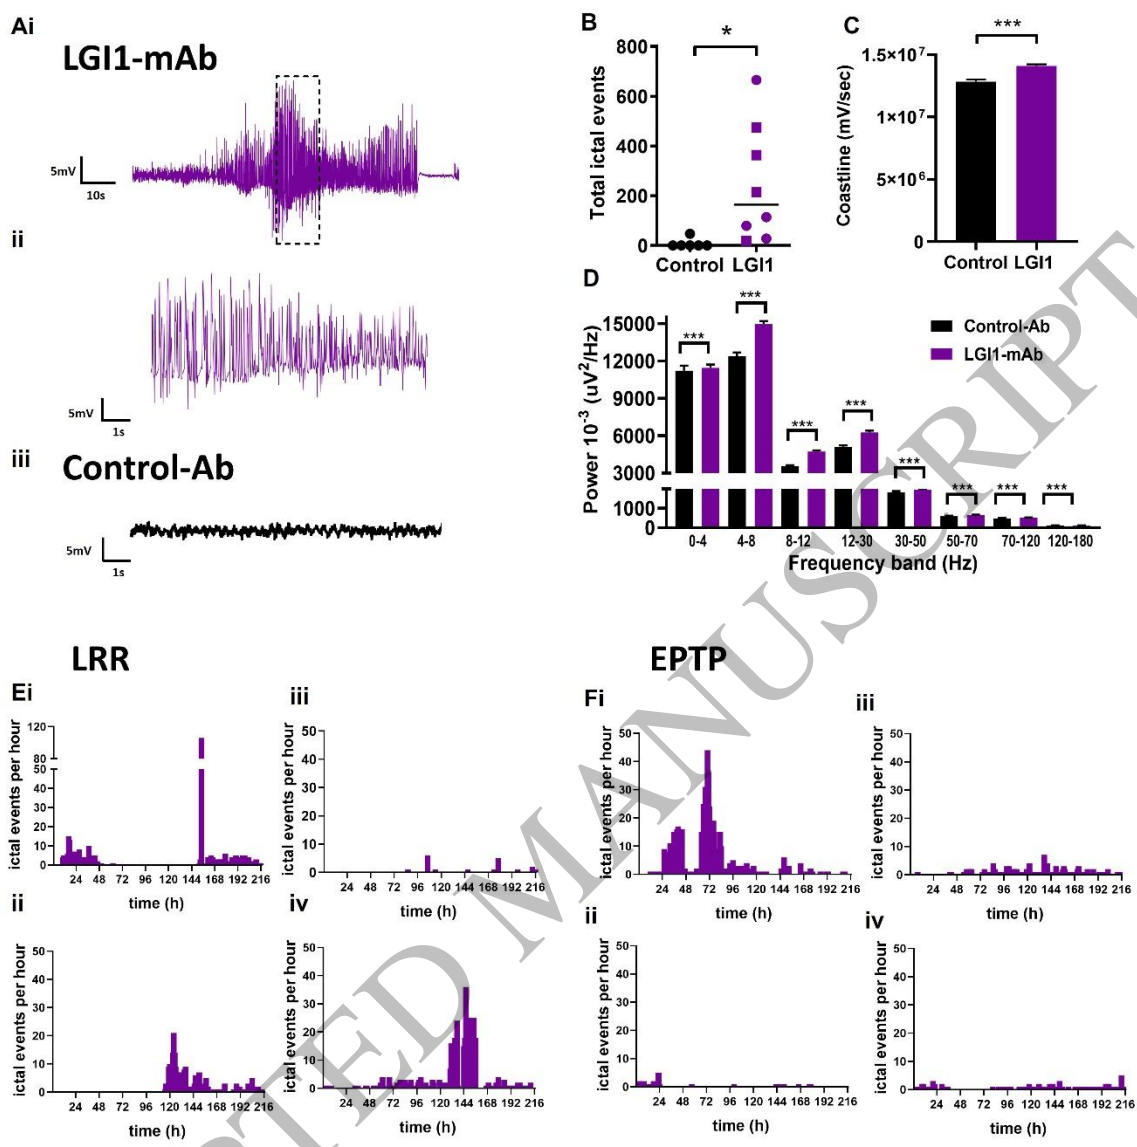 Ai
LGI1-mAb
5mV
10s
ii
5mV
1s
iii
Control-Ab
5mV
1s
B
*
Total ictal events
800
600
400
200
0
Control LGI1
C
***
Coastline (mV/sec)
1.5×10⁷
1×10⁷
5×10⁶
0
Control LGI1
D
Power 10⁻³ (uV²/Hz)
15000
12000
9000
6000
3000
1000
0
*** *** *** *** *** *** *** ***
Control-Ab
LGI1-mAb
0-4 4-8 8-12 12-30 30-50 50/70 70-120 120-180
Frequency band (Hz)
LRR
Ei
ictal events per hour
120
80
50
40
30
20
10
0
24 48 72 96 120 144 168 192 216
time (h)
iii
ictal events per hour
50
40
30
20
10
0
24 48 72 96 120 144 168 192 216
time (h)
ii
ictal events per hour
50
40
30
20
10
0
24 48 72 96 120 144 168 192 216
time (h)
iv
ictal events per hour
50
40
30
20
10
0
24 48 72 96 120 144 168 192 216
time (h)
EPTP
Fi
ictal events per hour
50
40
30
20
10
0
24 48 72 96 120 144 168 192 216
time (h)
iii
ictal events per hour
50
40
30
20
10
0
24 48 72 96 120 144 168 192 216
time (h)
ii
ictal events per hour
50
40
30
20
10
0
24 48 72 96 120 144 168 192 216
time (h)
iv
ictal events per hour
50
40
30
20
10
0
24 48 72 96 120 144 168 192 216
time (h)
TED MANUSCRIPT